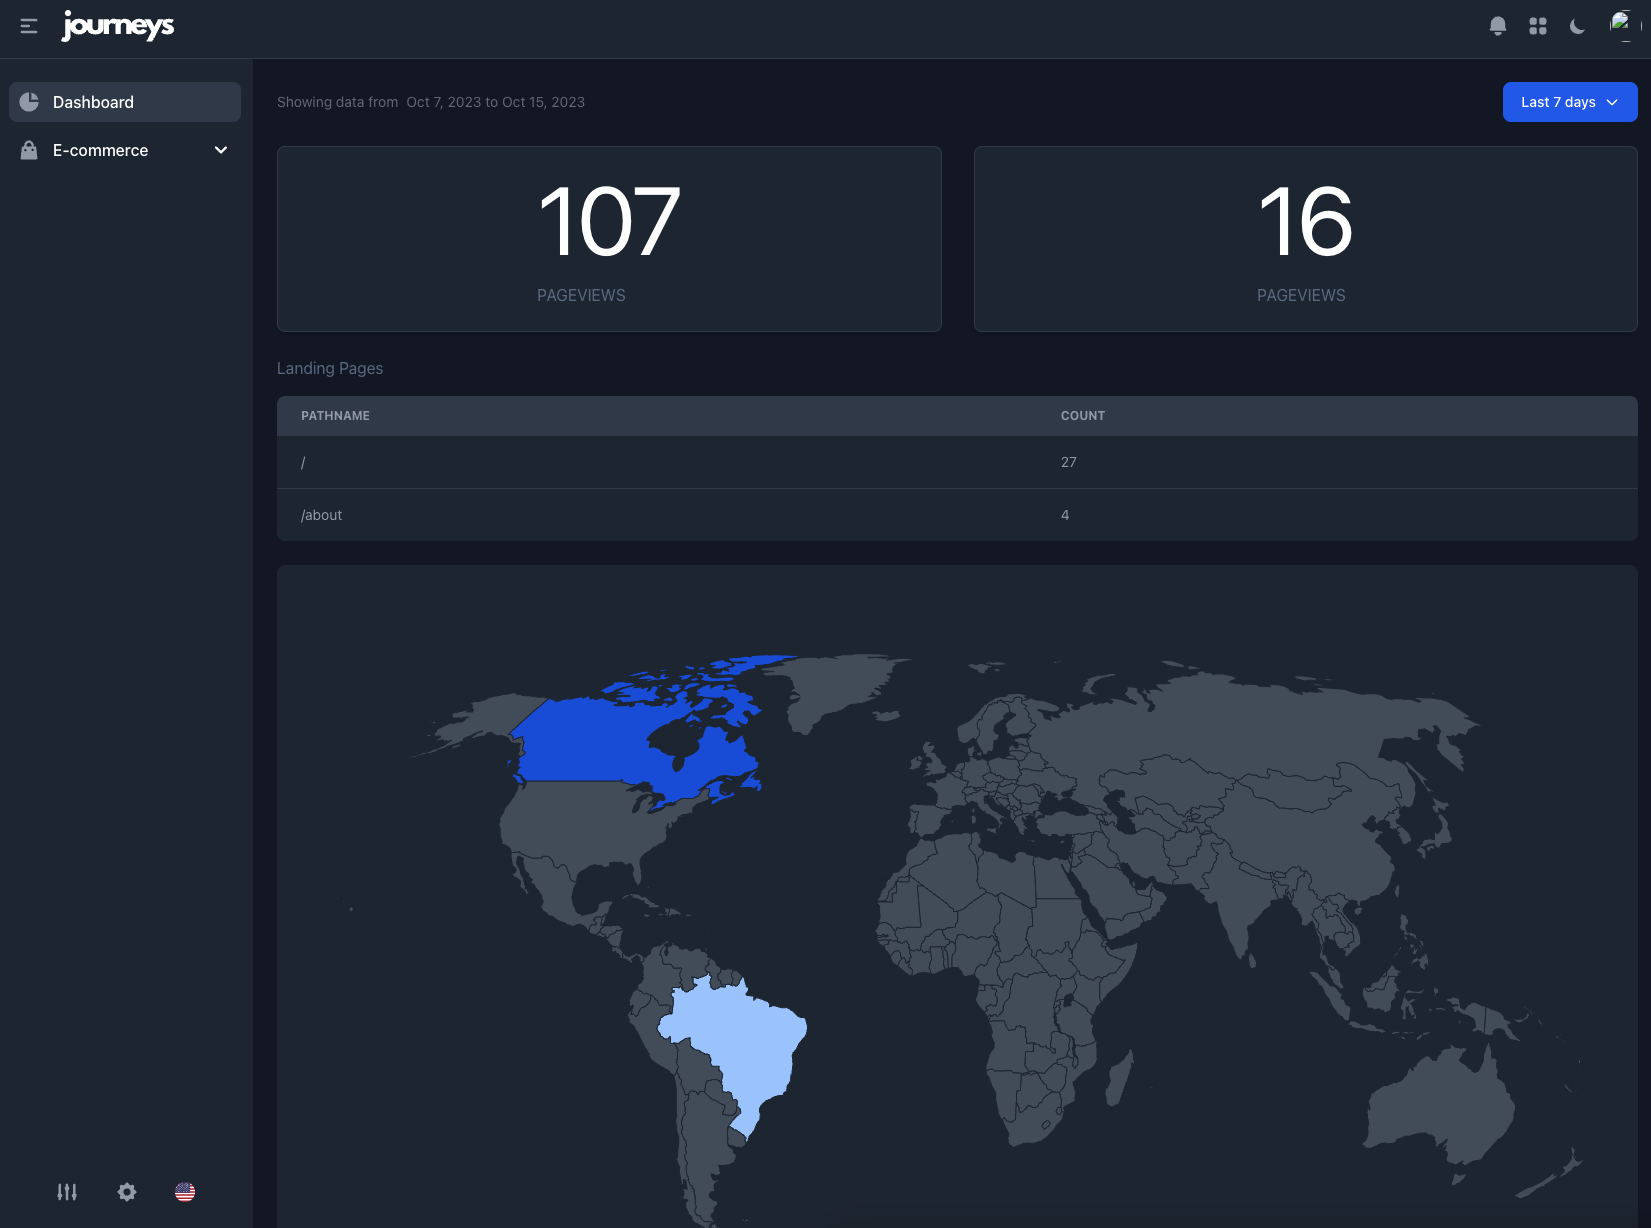 journeys
Dashboard
E-commerce
Showing data from Oct 7, 2023 to Oct 15, 2023
Last 7 days
107
PAGEVIEWS
16
PAGEVIEWS
Landing Pages
PATHNAME COUNT
/ 27
/about 4